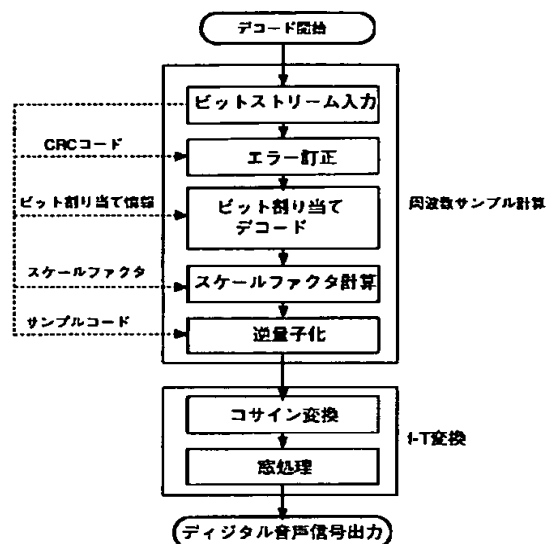 デコード開始
ビットストリーム入力
CRCコード
エラー訂正
ビット割り当て情報
ビット割り当て
デコード
周波数サンプル計算
スケールファクタ
スケールファクタ計算
サンプルコード
逆量子化
コサイン変換
f-T変換
窓処理
ディジタル音声信号出力